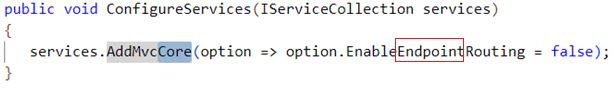 public void ConfigureServices(IServiceCollection services)
{
services.AddMvcCore(option => option.EnableEndpointRouting = false);
}